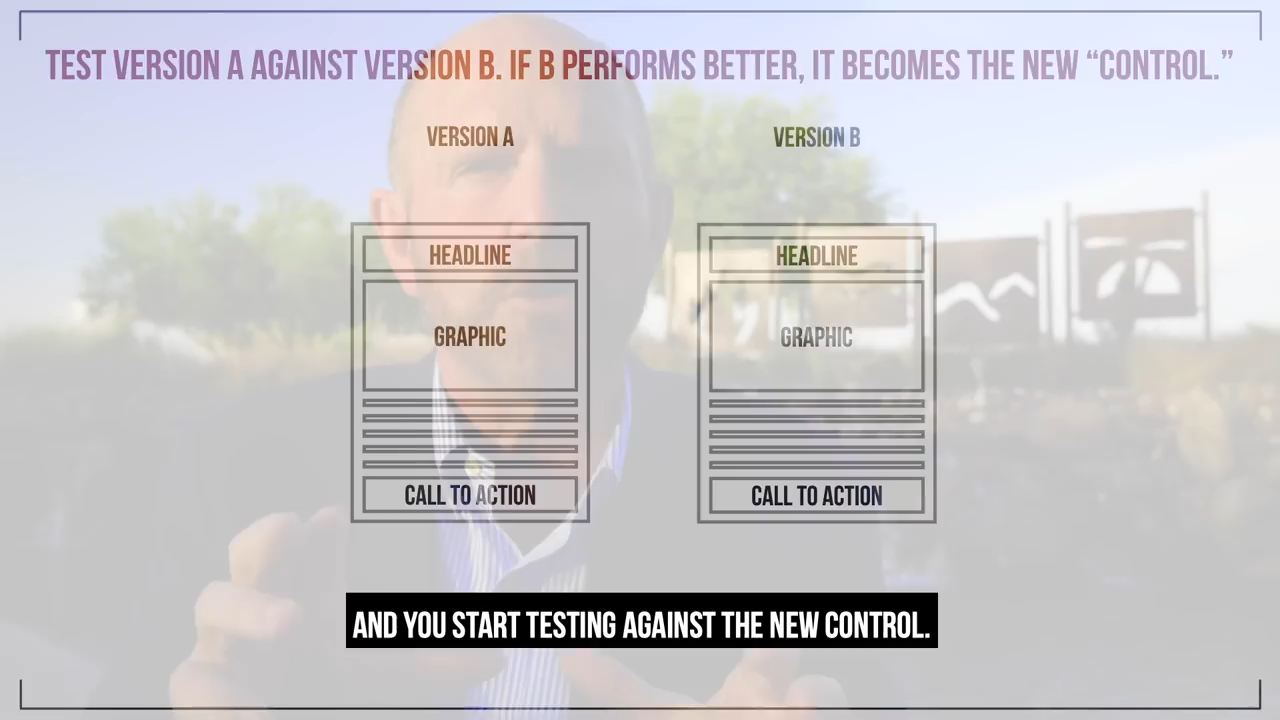 TEST VERSION A AGAINST VERSION B. IF B PERFORMS BETTER, IT BECOMES THE NEW “CONTROL.”
VERSION A
VERSION B
HEADLINE
HEADLINE
GRAPHIC
GRAPHIC
CALL TO ACTION
CALL TO ACTION
AND YOU START TESTING AGAINST THE NEW CONTROL.